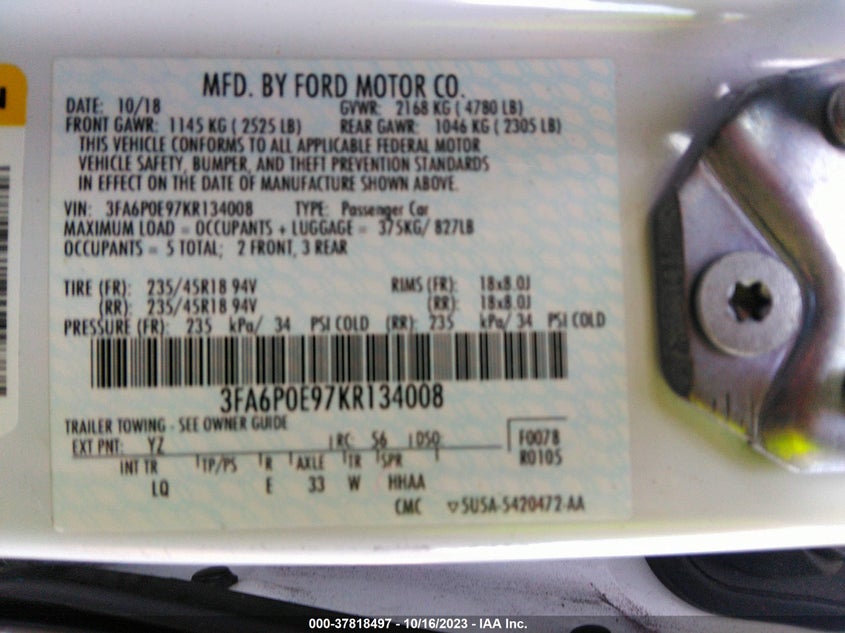 MFD. BY FORD MOTOR CO.
DATE: 10/18 GVWR: 2168 KG ( 4780 LB)
FRONT GAWR: 1145 KG ( 2525 LB) REAR GAWR: 1046 KG ( 2305 LB)
THIS VEHICLE CONFORMS TO ALL APPLICABLE FEDERAL MOTOR
VEHICLE SAFETY, BUMPER, AND THEFT PREVENTION STANDARDS
IN EFFECT ON THE DATE OF MANUFACTURE SHOWN ABOVE.
VIN: 3FA6P0E97KR134008 TYPE: Passenger Car
MAXIMUM LOAD = OCCUPANTS + LUGGAGE = 375KG/ 827LB
OCCUPANTS = 5 TOTAL; 2 FRONT, 3 REAR
TIRE (FR): 235/45R18 94V RIMS (FR): 18x8.0J
(RR): 235/45R18 94V (RR): 18x8.0J
PRESSURE (FR): 235 kPa/ 34 PSI COLD (RR): 235 kPa/ 34 PSI COLD
3FA6P0E97KR134008
TRAILER TOWING - SEE OWNER GUIDE
EXT PNT: YZ RC: 56 DSO: F0078
INT TR TP/PS R AXLE TR SPR R0105
LQ E 33 W HHAA
CMC 5U5A-5420472-AA
000-37818497 - 10/16/2023 - IAA Inc.